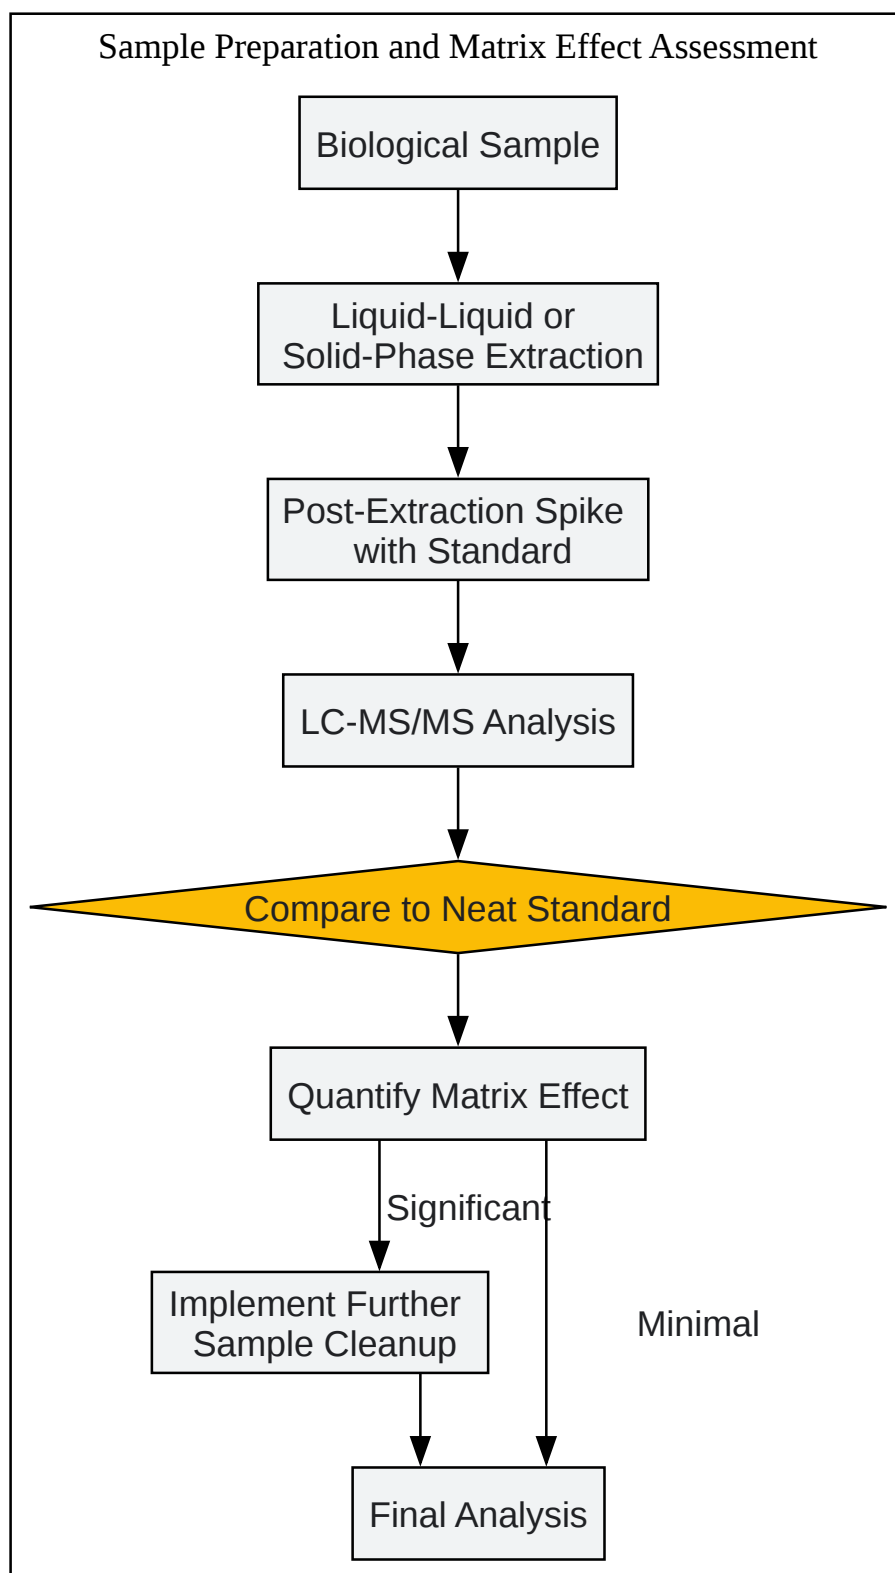 Sample Preparation and Matrix Effect Assessment
Biological Sample
Liquid-Liquid or
Solid-Phase Extraction
Post-Extraction Spike
with Standard
LC-MS/MS Analysis
Compare to Neat Standard
Quantify Matrix Effect
Significant
Implement Further
Sample Cleanup
Minimal
Final Analysis